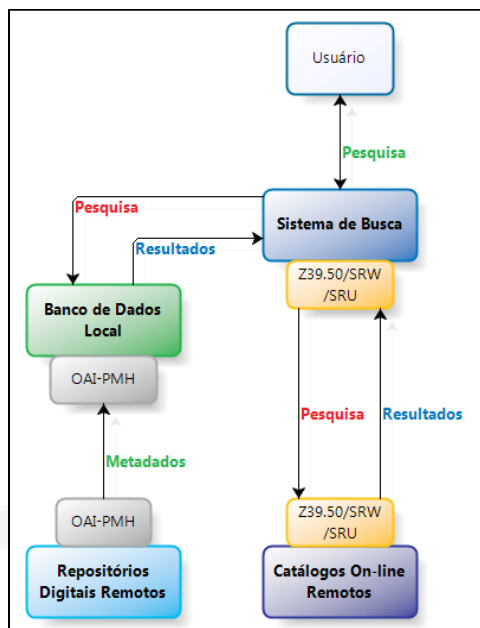 Usuário
Pesquisa
Pesquisa
Sistema de Busca
Resultados
Z39.50/SRW
/SRU
Banco de Dados
Local
OAI-PMH
Pesquisa
Resultados
Metadados
OAI-PMH
Z39.50/SRW
/SRU
Repositórios
Digitais Remotos
Catálogos On-line
Remotos